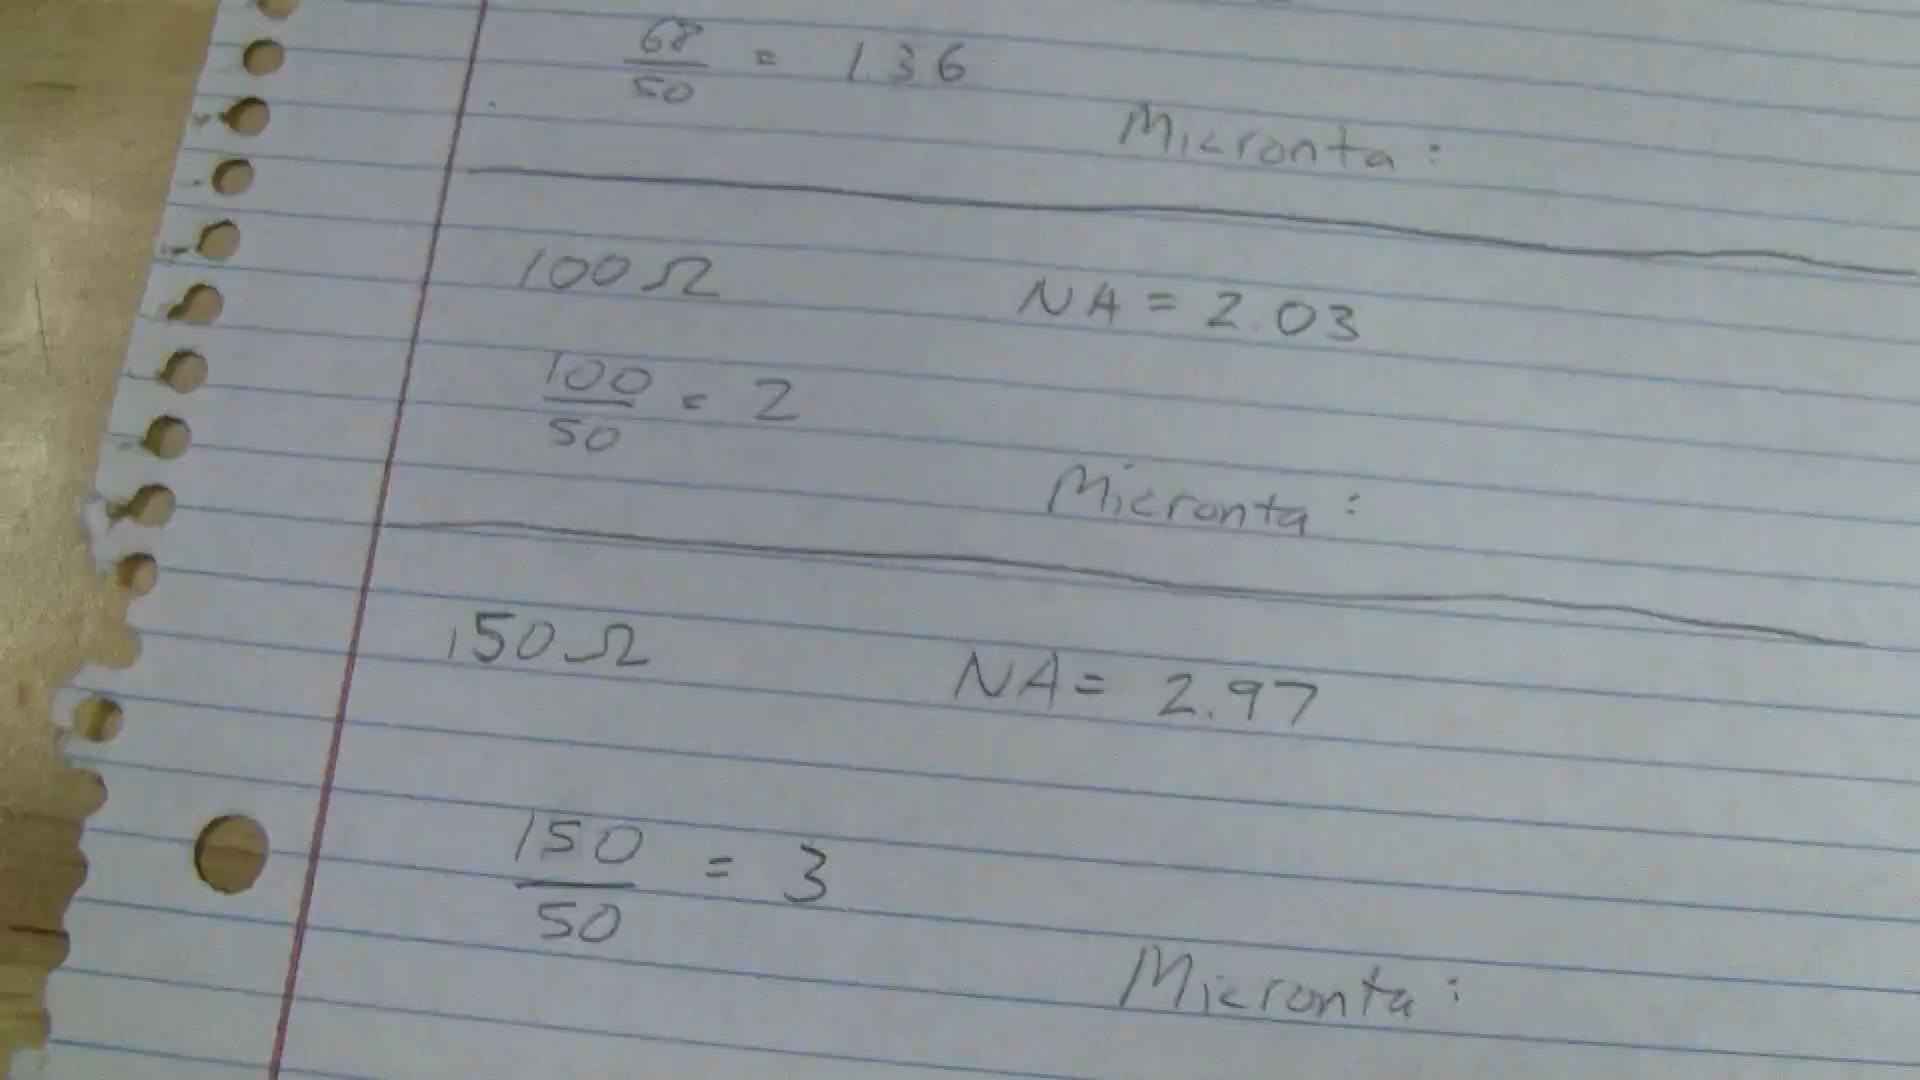 68
50 = 1.36
Micronta:
100Ω NA = 2.03
100
50 = 2
Micronta:
150Ω NA = 2.97
150
50 = 3
Micronta: